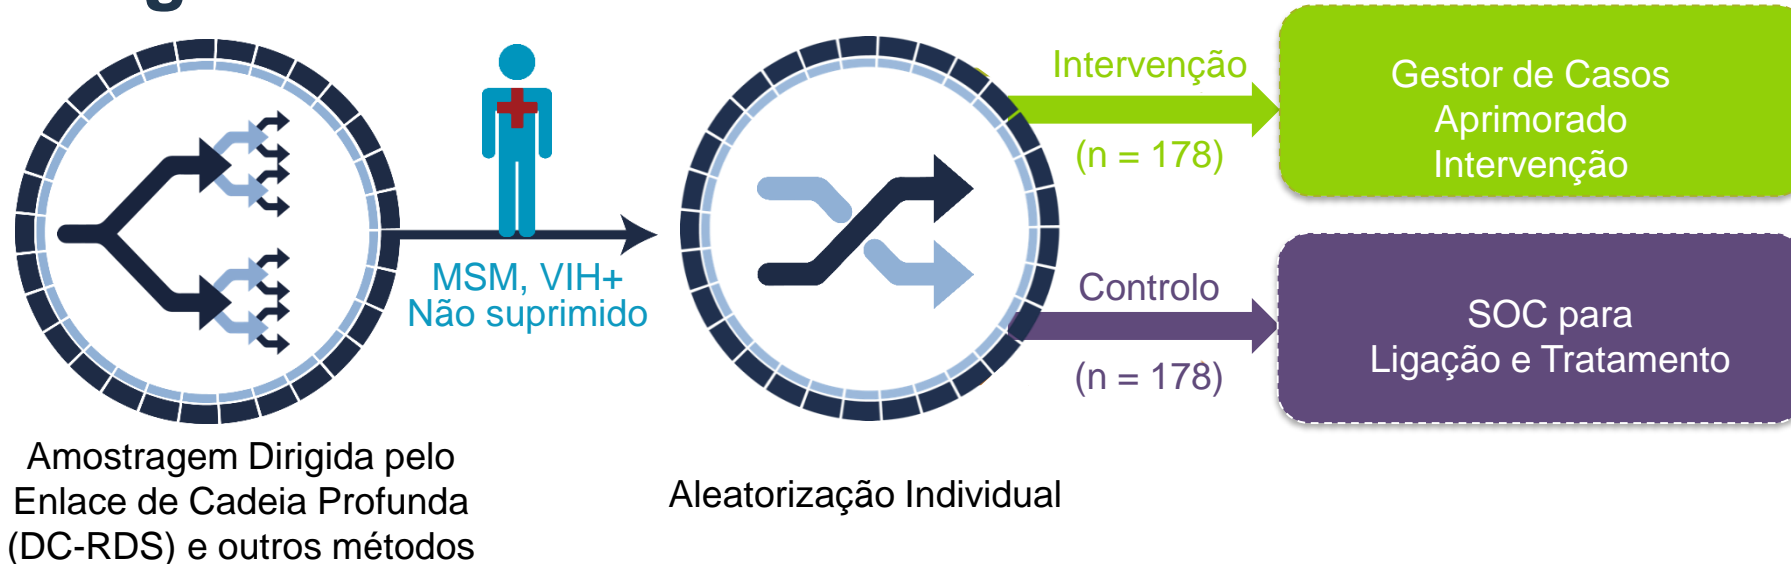 Amostragem Dirigida pelo
Enlace de Cadeia Profunda
(DC-RDS) e outros métodos
MSM, VIH+
Não suprimido
Aleatorização Individual
Intervenção
(n = 178)
Gestor de Casos
Aprimorado
Intervenção
Controlo
(n = 178)
SOC para
Ligação e Tratamento